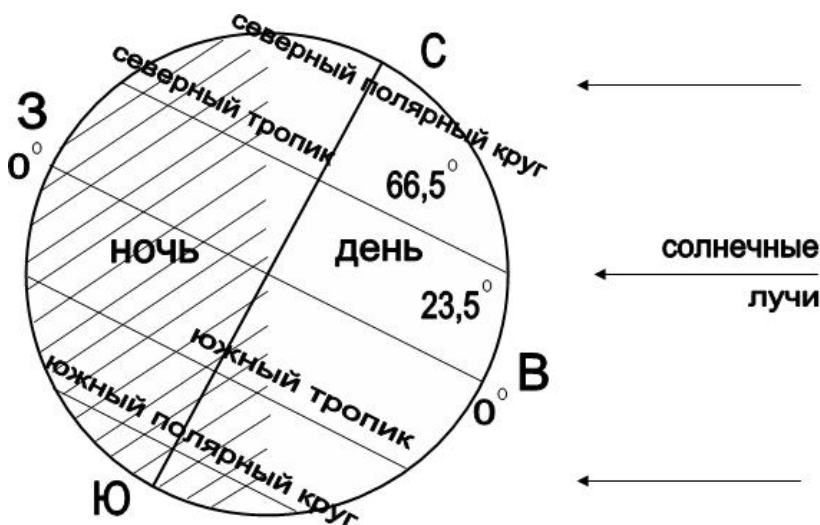 северный полярный круг
С
северный тропик
З
0°
66,5°
ночь
день
солнечные
лучи
23,5°
южный тропик
В
0°
южный полярный круг
Ю